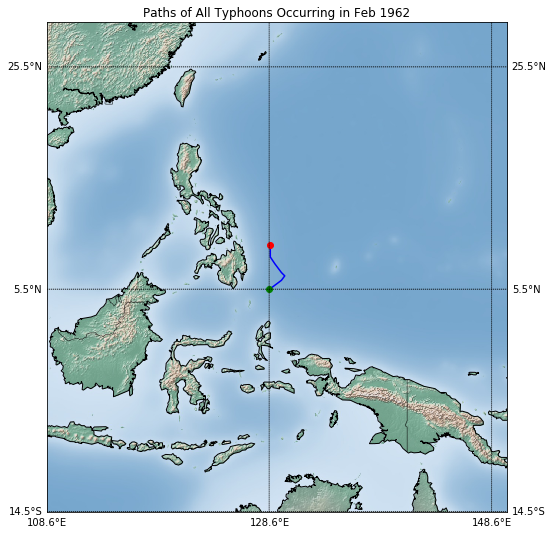 Paths of All Typhoons Occurring in Feb 1962
25.5°N 25.5°N
5.5°N 5.5°N
14.5°S 14.5°S
108.6°E 128.6°E 148.6°E